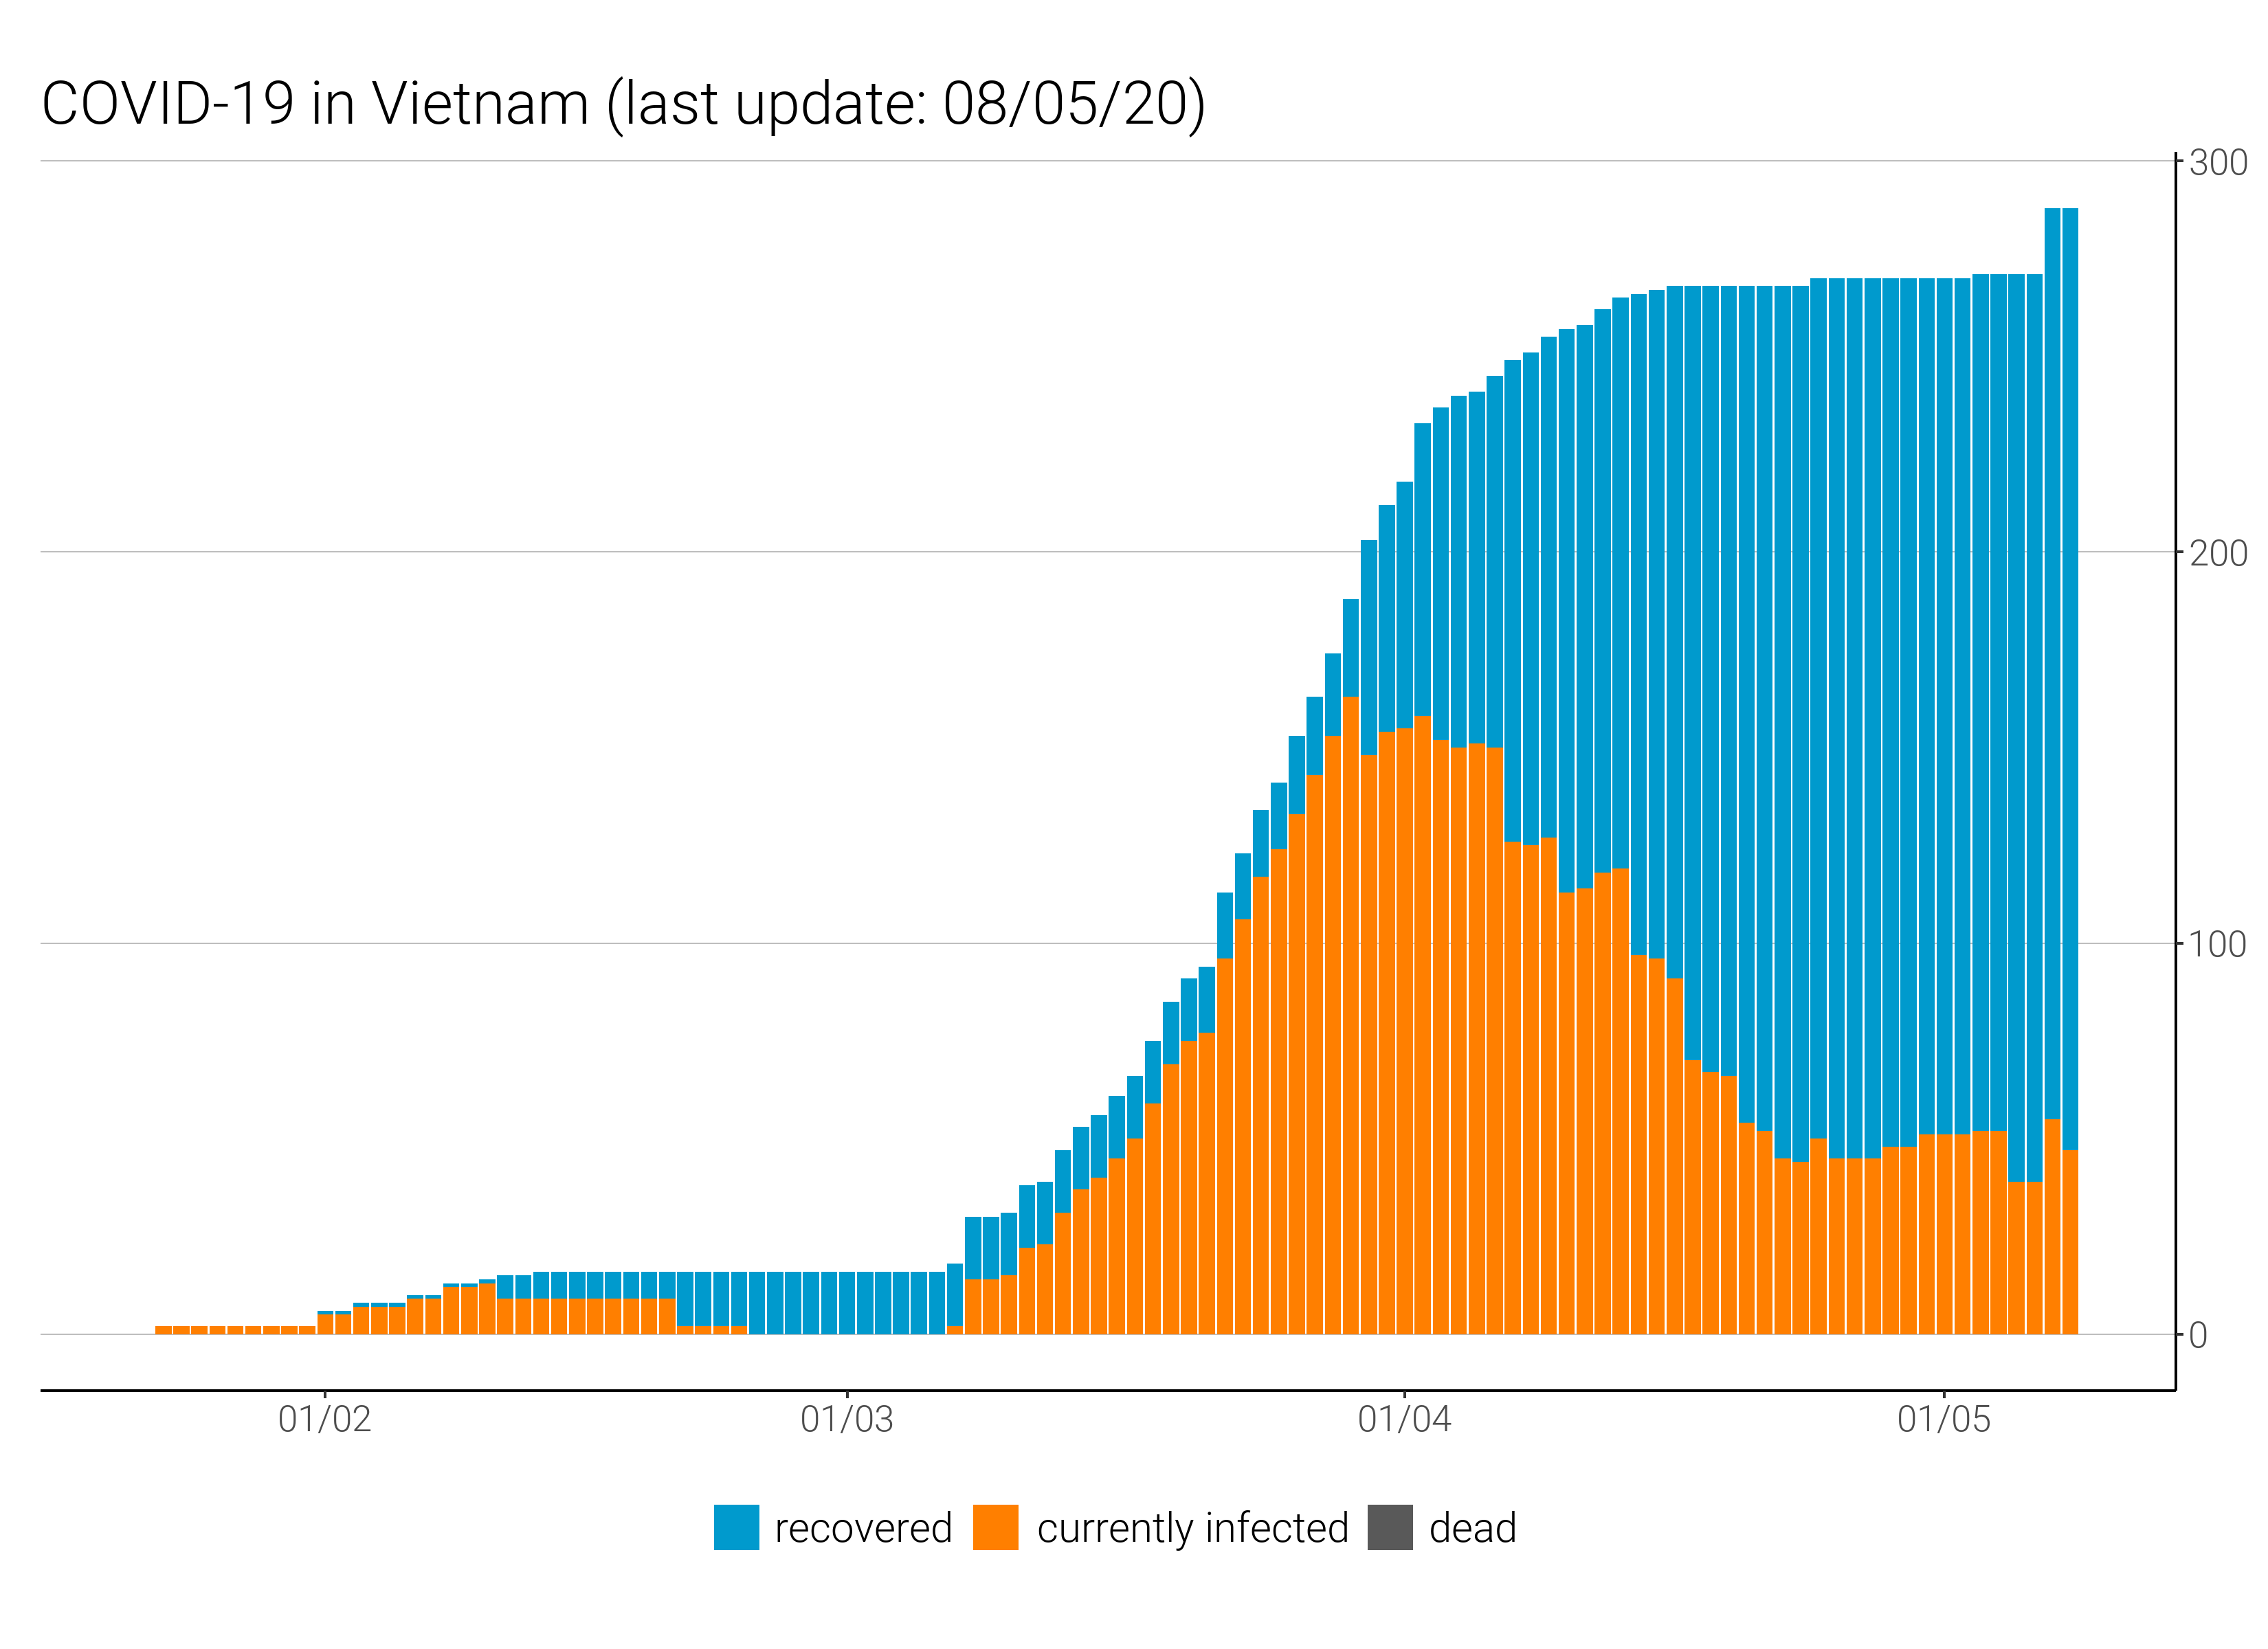 COVID-19 in Vietnam (last update: 08/05/20)
300
200
100
0
01/02 01/03 01/04 01/05
recovered currently infected dead